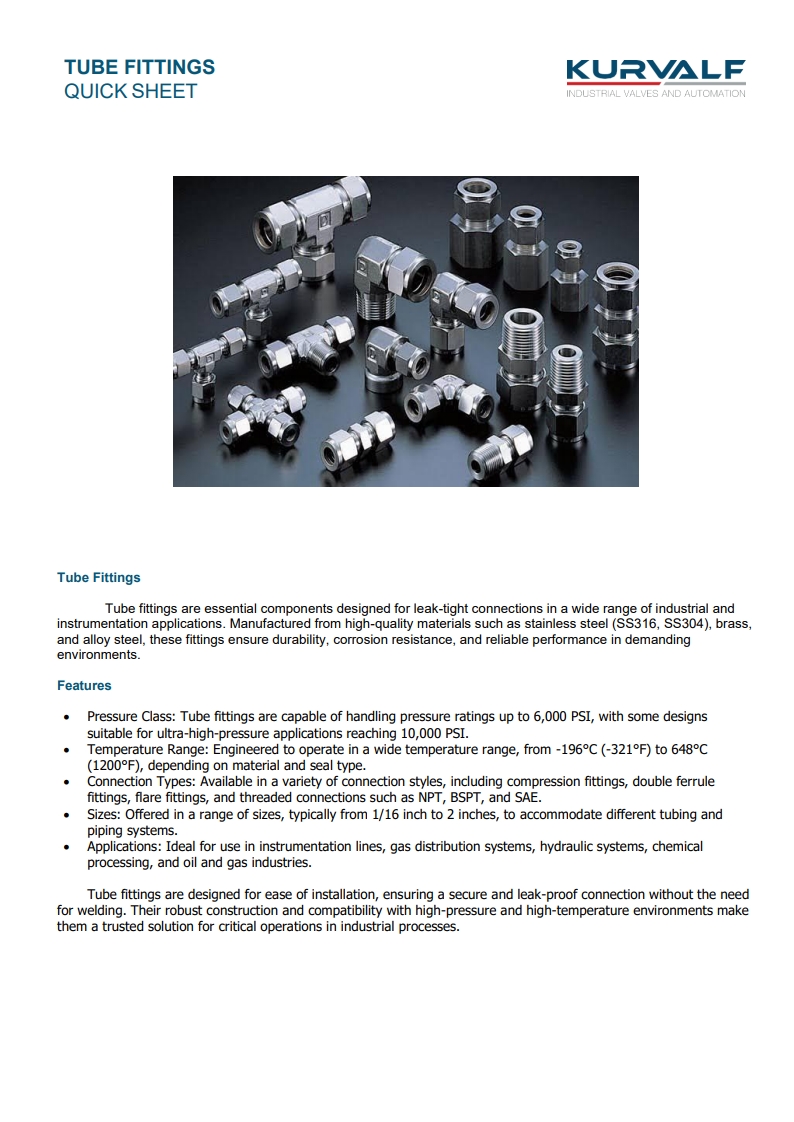 TUBE FITTINGS
QUICK SHEET
KURVALF
INDUSTRIAL VALVES AND AUTOMATION
Tube Fittings
Tube fittings are essential components designed for leak-tight connections in a wide range of industrial and
instrumentation applications. Manufactured from high-quality materials such as stainless steel (SS316, SS304), brass,
and alloy steel, these fittings ensure durability, corrosion resistance, and reliable performance in demanding
environments.
Features
• Pressure Class: Tube fittings are capable of handling pressure ratings up to 6,000 PSI, with some designs
suitable for ultra-high-pressure applications reaching 10,000 PSI.
• Temperature Range: Engineered to operate in a wide temperature range, from -196°C (-321°F) to 648°C
(1200°F), depending on material and seal type.
• Connection Types: Available in a variety of connection styles, including compression fittings, double ferrule
fittings, flare fittings, and threaded connections such as NPT, BSPT, and SAE.
• Sizes: Offered in a range of sizes, typically from 1/16 inch to 2 inches, to accommodate different tubing and
piping systems.
• Applications: Ideal for use in instrumentation lines, gas distribution systems, hydraulic systems, chemical
processing, and oil and gas industries.
Tube fittings are designed for ease of installation, ensuring a secure and leak-proof connection without the need
for welding. Their robust construction and compatibility with high-pressure and high-temperature environments make
them a trusted solution for critical operations in industrial processes.